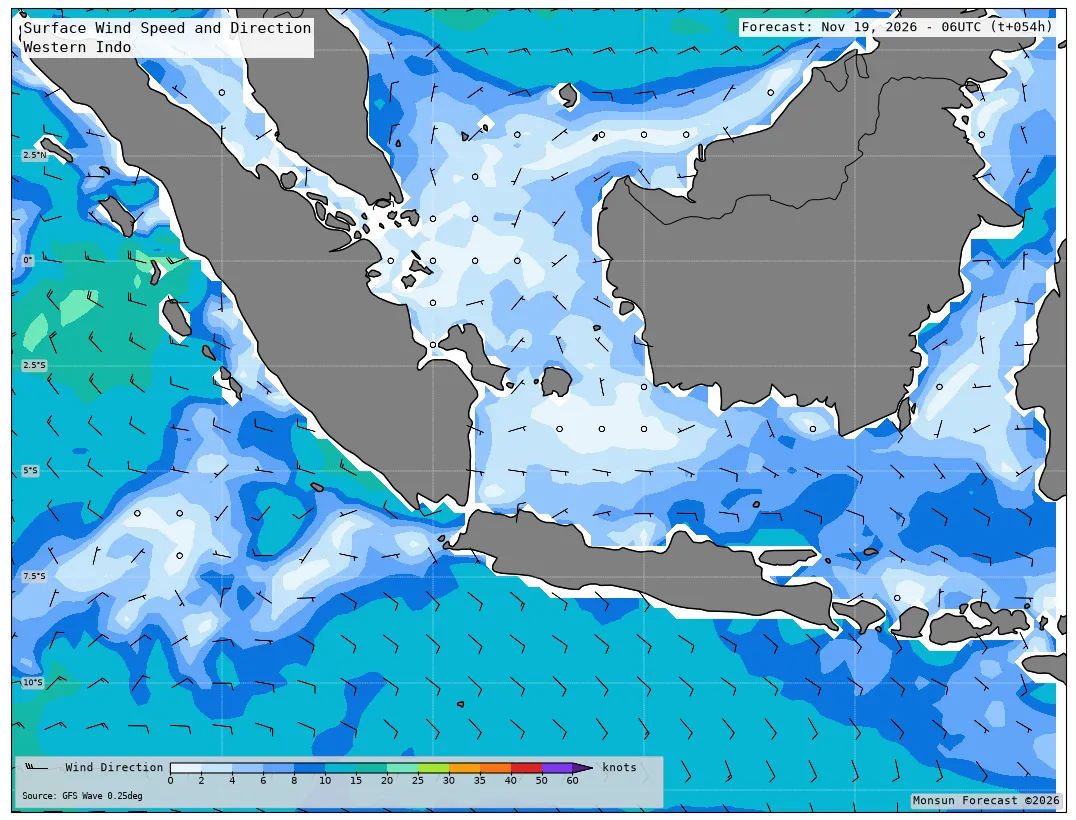 Surface Wind Speed and Direction
Western Indo
Forecast: Nov 19, 2026 - 06UTC (t+054h)
2.5°N
0°
2.5°S
5°S
7.5°S
10°S
Wind Direction
0 2 4 6 8 10 15 20 25 30 35 40 50 60
knots
Source: GFS Wave 0.25deg
Monsun Forecast ©2026